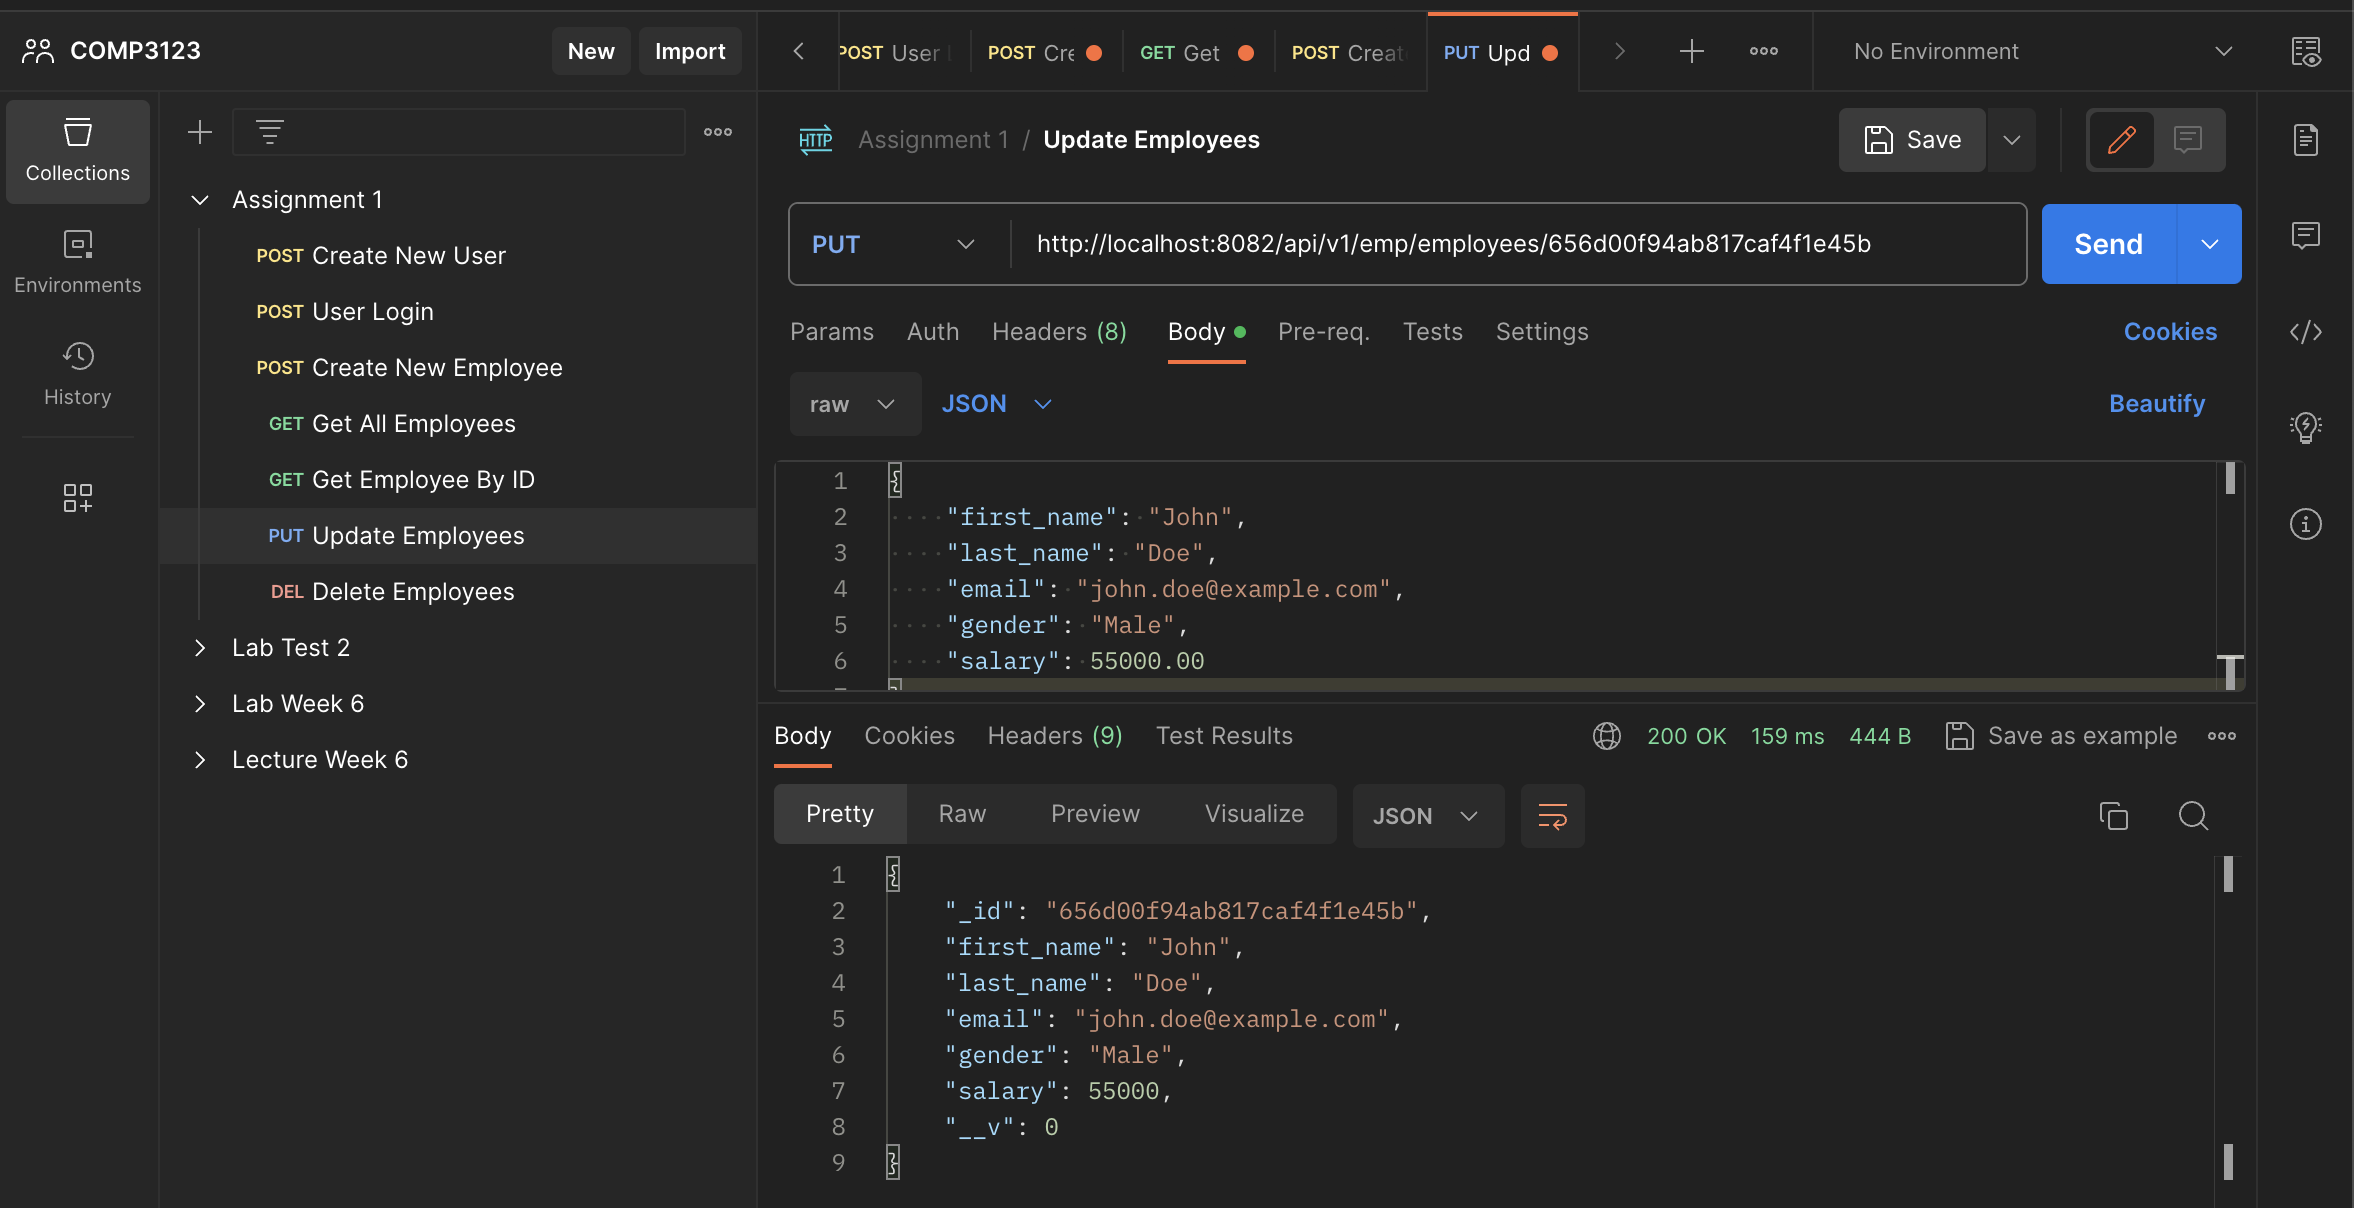 COMP3123
New
Import
POST User
POST Cre
GET Get
POST Create
PUT Upd
No Environment
Collections
Environments
History
Assignment 1
POST Create New User
POST User Login
POST Create New Employee
GET Get All Employees
GET Get Employee By ID
PUT Update Employees
DEL Delete Employees
Lab Test 2
Lab Week 6
Lecture Week 6
HTTP Assignment 1 / Update Employees
Save
PUT
http://localhost:8082/api/v1/emp/employees/656d00f94ab817caf4f1e45b
Send
Params Auth Headers (8) Body Pre-req. Tests Settings
Cookies
raw JSON
Beautify
1 {
2 "first_name": "John",
3 "last_name": "Doe",
4 "email": "john.doe@example.com",
5 "gender": "Male",
6 "salary": 55000.00
Body Cookies Headers (9) Test Results
200 OK 159 ms 444 B Save as example
Pretty Raw Preview Visualize JSON
1 {
2 "_id": "656d00f94ab817caf4f1e45b",
3 "first_name": "John",
4 "last_name": "Doe",
5 "email": "john.doe@example.com",
6 "gender": "Male",
7 "salary": 55000,
8 "__v": 0
9 }